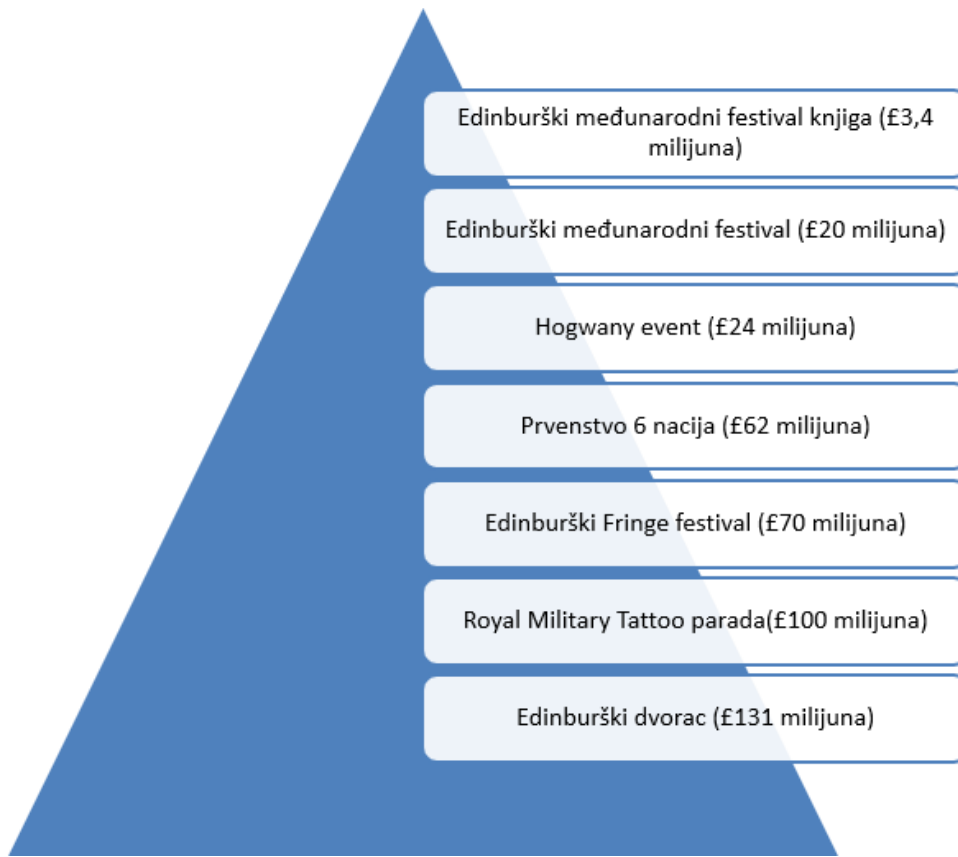 Edinburški međunarodni festival knjiga (£3,4
milijuna)
Edinburški međunarodni festival (£20 milijuna)
Hogwany event (£24 milijuna)
Prvenstvo 6 nacija (£62 milijuna)
Edinburški Fringe festival (£70 milijuna)
Royal Military Tattoo parada(£100 milijuna)
Edinburški dvorac (£131 milijuna)